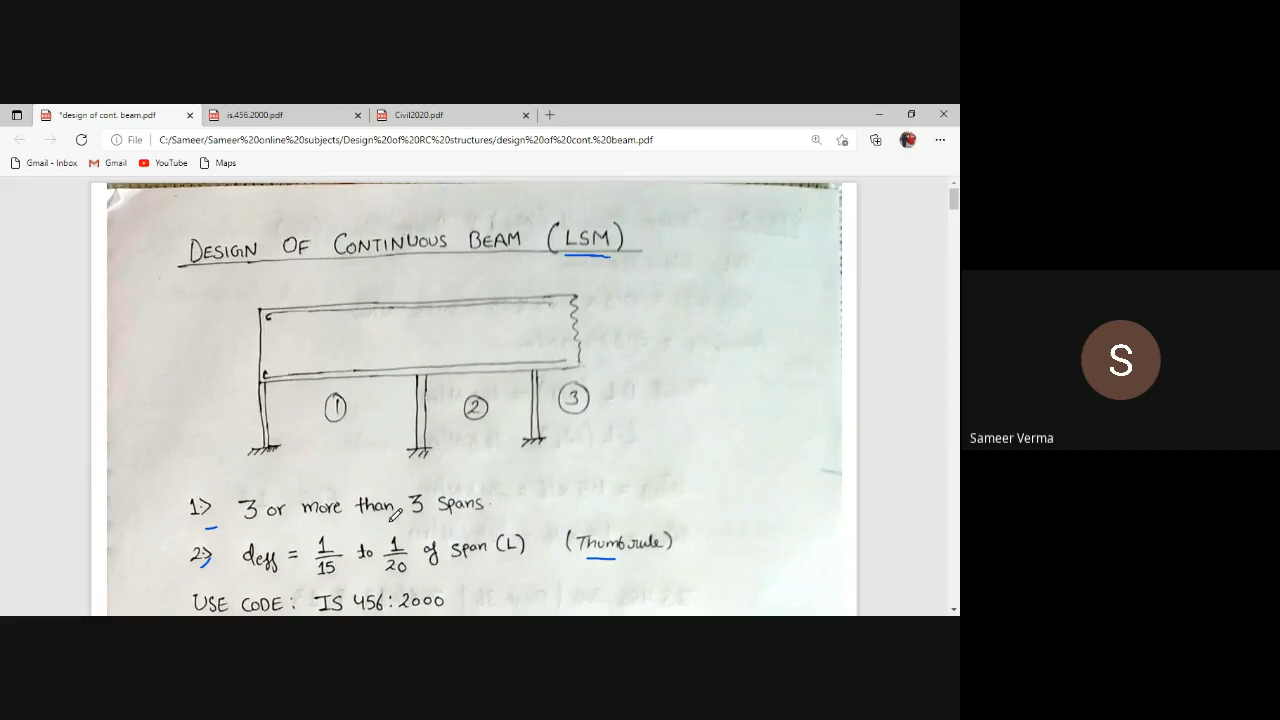 *design of cont. beam.pdf
is.456.2000.pdf
Civil2020.pdf
File
C:/Sameer/Sameer%20online%20subjects/Design%20of%20RC%20structures/design%20of%20cont.%20beam.pdf
Gmail - Inbox
Gmail
YouTube
Maps
DESIGN OF CONTINUOUS BEAM (LSM)
1 2 3
1:> 3 or more than 3 spans.
2:> deff = 1/15 to 1/20 of span (L) (Thumb rule)
USE CODE: IS 456:2000
S
Sameer Verma